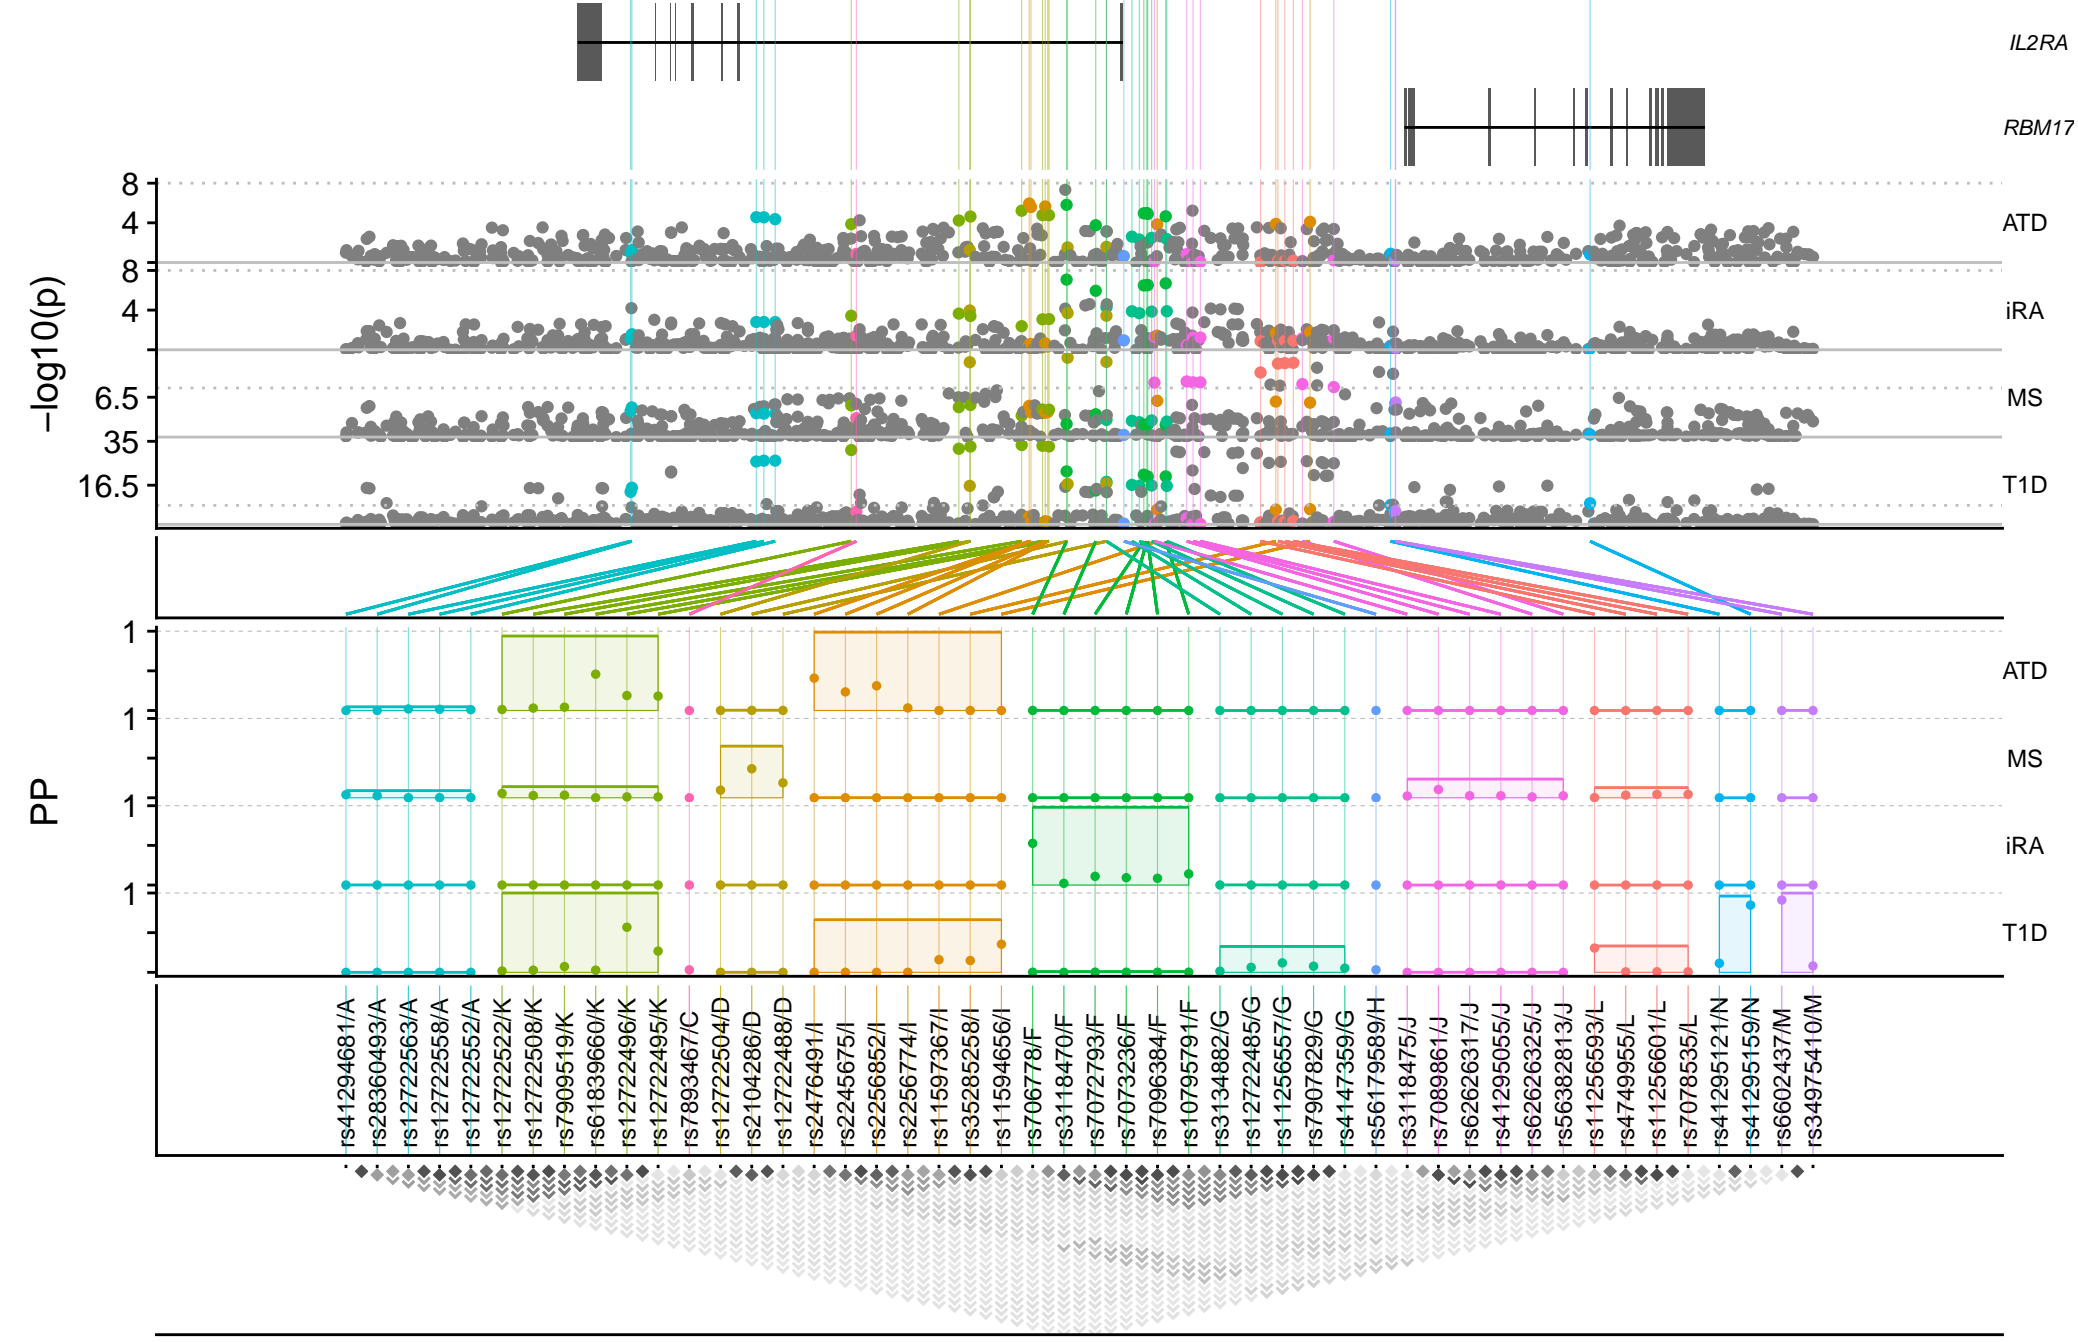 IL2RA
RBM17
−log10(p)
8
4
ATD
8
4
iRA
6.5
MS
35
16.5
T1D
PP
1
ATD
1
MS
1
iRA
1
T1D
rs41294681/A
rs28360493/A
rs12722563/A
rs12722558/A
rs12722552/A
rs12722522/K
rs12722508/K
rs7909519/K
rs61839660/K
rs12722496/K
rs12722495/K
rs7893467/C
rs12722504/D
rs2104286/D
rs12722488/D
rs2476491/I
rs2245675/I
rs2256852/I
rs2256774/I
rs11597367/I
rs35285258/I
rs11594656/I
rs706778/F
rs3118470/F
rs7072793/F
rs7073236/F
rs7096384/F
rs10795791/F
rs3134882/G
rs12722485/G
rs11256557/G
rs7907829/G
rs41447359/G
rs56179589/H
rs3118475/J
rs7089861/J
rs62626317/J
rs41295055/J
rs62626325/J
rs56382813/J
rs11256593/L
rs4749955/L
rs11256601/L
rs7078535/L
rs41295121/N
rs41295159/N
rs6602437/M
rs34975410/M